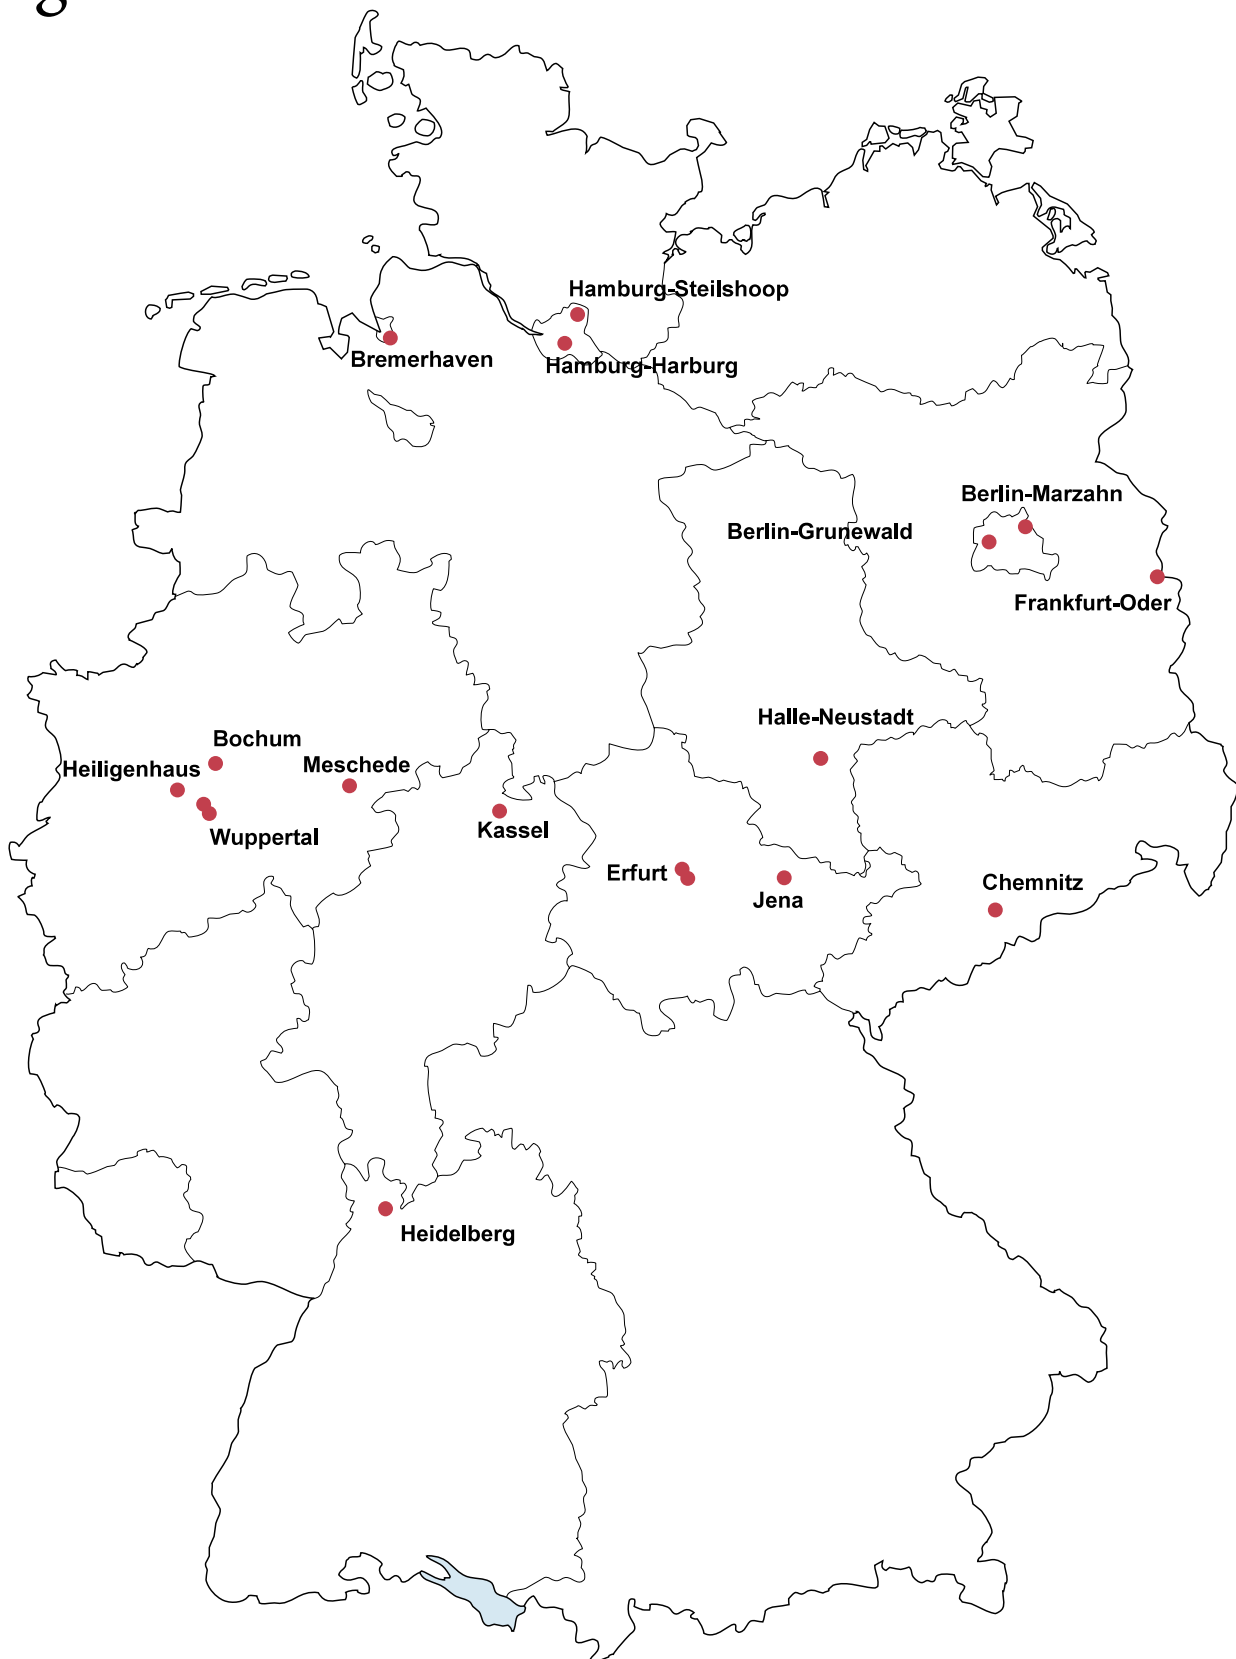 g
Hamburg-Steilshoop
Bremerhaven
Hamburg-Harburg
Berlin-Marzahn
Berlin-Grunewald
Frankfurt-Oder
Halle-Neustadt
Bochum
Meschede
Heiligenhaus
Kassel
Wuppertal
Erfurt
Jena
Chemnitz
Heidelberg